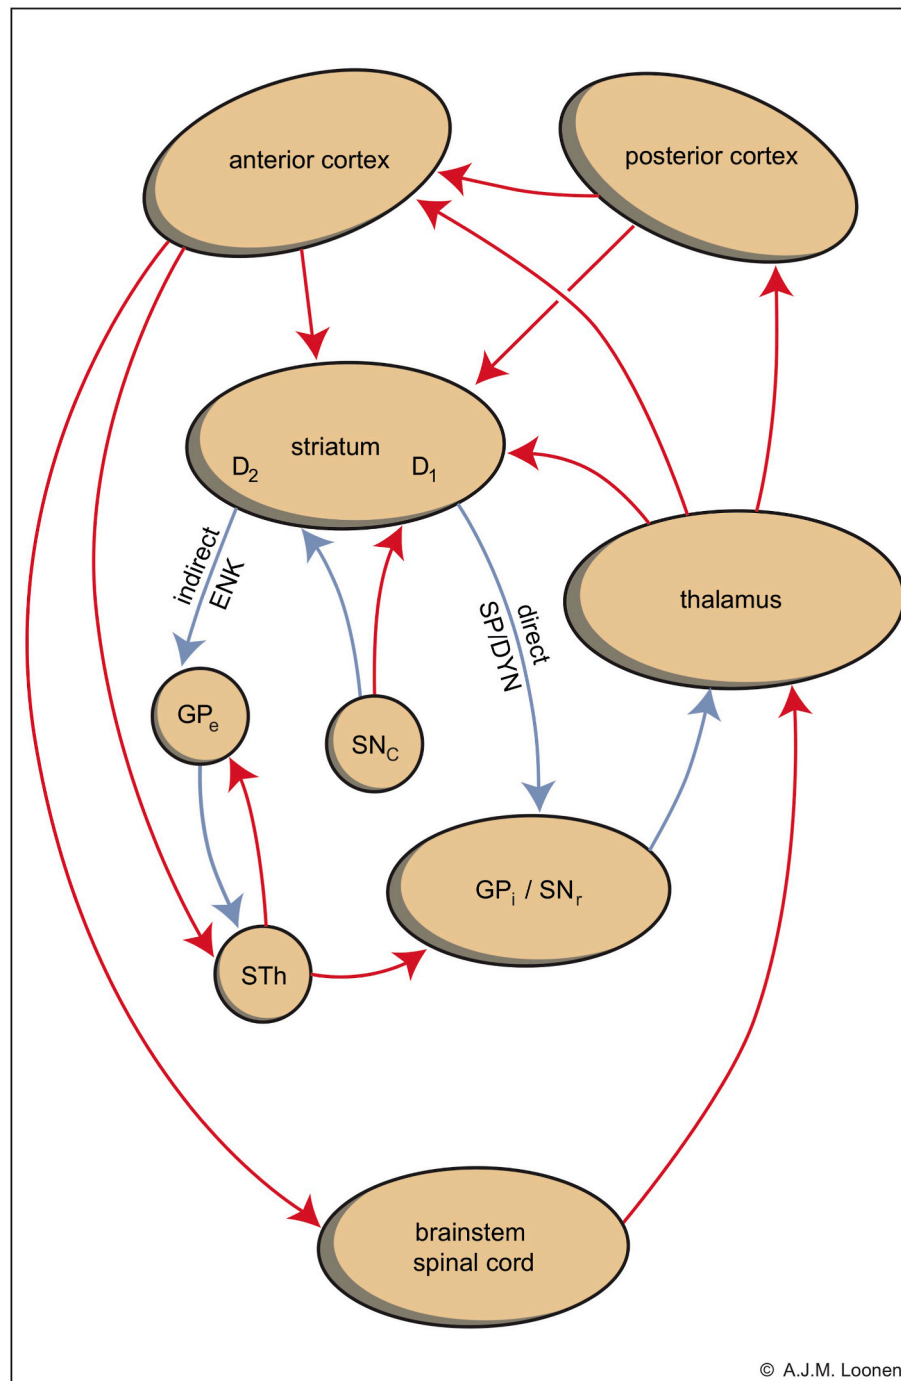 anterior cortex
posterior cortex
striatum
D2
D1
indirect
ENK
direct
SP/DYN
thalamus
GPe
SNC
GPi / SNr
STh
brainstem
spinal cord
© A.J.M. Loonen